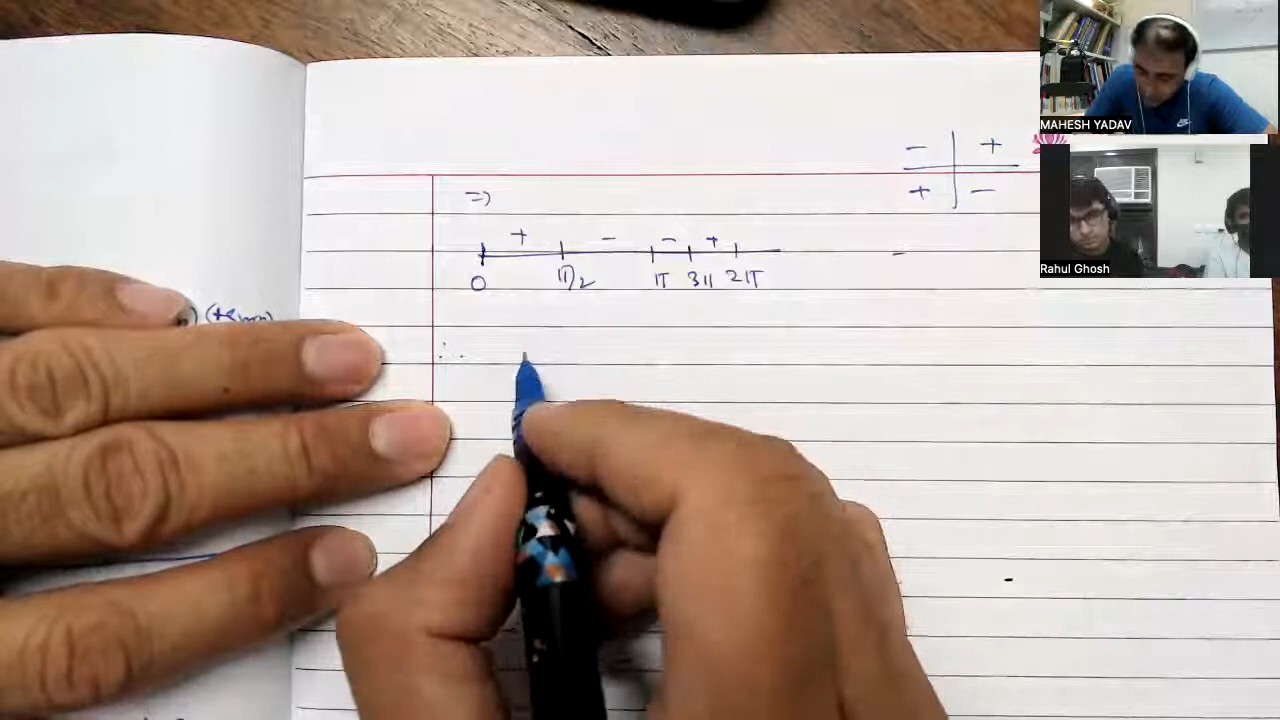 MAHESH YADAV
- | +
+ | -
Rahul Ghosh
=>
+ - - +
0 π/2 π 3π 2π
∴